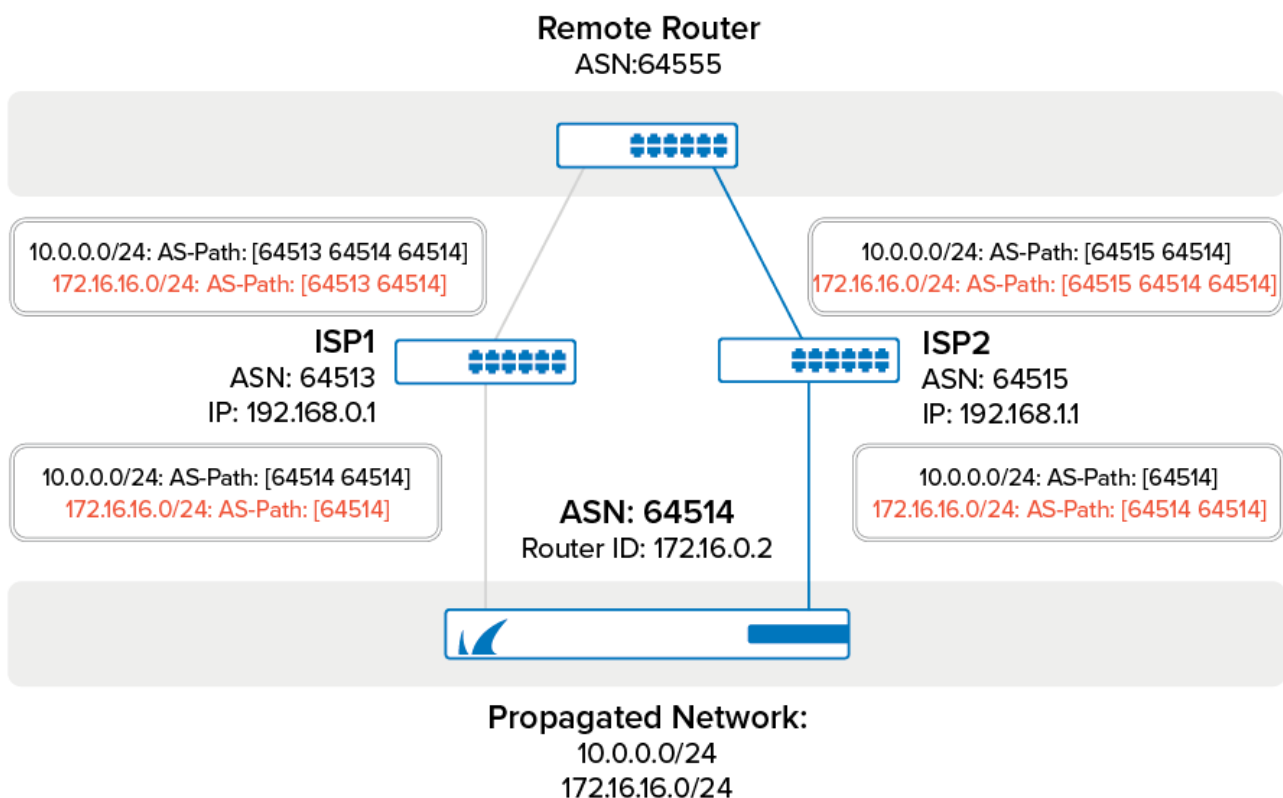 Remote Router
ASN:64555
10.0.0.0/24: AS-Path: [64513 64514 64514]
172.16.16.0/24: AS-Path: [64513 64514]
10.0.0.0/24: AS-Path: [64515 64514]
172.16.16.0/24: AS-Path: [64515 64514 64514]
ISP1
ASN: 64513
IP: 192.168.0.1
ISP2
ASN: 64515
IP: 192.168.1.1
10.0.0.0/24: AS-Path: [64514 64514]
172.16.16.0/24: AS-Path: [64514]
ASN: 64514
Router ID: 172.16.0.2
10.0.0.0/24: AS-Path: [64514]
172.16.16.0/24: AS-Path: [64514 64514]
Propagated Network:
10.0.0.0/24
172.16.16.0/24